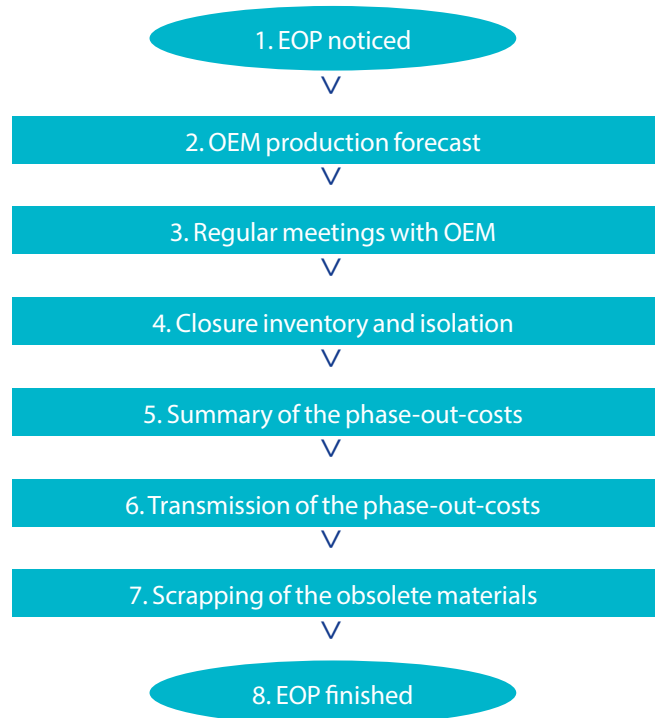 1. EOP noticed
2. OEM production forecast
3. Regular meetings with OEM
4. Closure inventory and isolation
5. Summary of the phase-out-costs
6. Transmission of the phase-out-costs
7. Scrapping of the obsolete materials
8. EOP finished